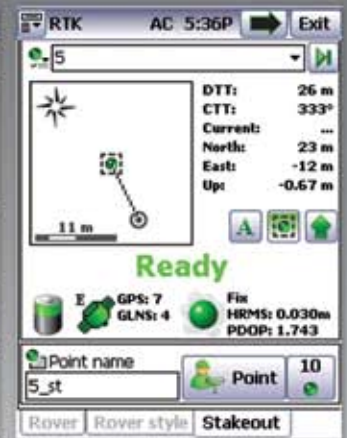 RTK AC 5:36P Exit
5
DTT: 26 m
CTT: 333°
Current: ...
North: 23 m
East: -12 m
Up: -0.67 m
11 m
A
Ready
E GPS: 7
GLNS: 4
Fix
HRMS: 0.030m
PDOP: 1.743
Point name
5_st
Point
10
Rover Rover style Stakeout